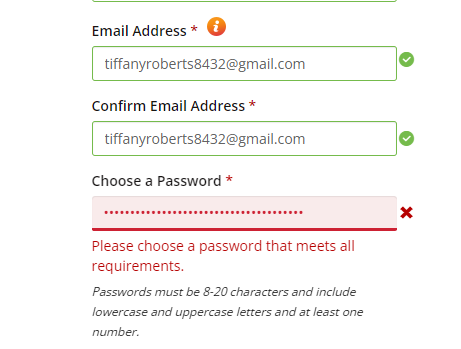 Email Address *
tiffanyroberts8432@gmail.com
Confirm Email Address *
tiffanyroberts8432@gmail.com
Choose a Password *
Please choose a password that meets all
requirements.
Passwords must be 8-20 characters and include
lowercase and uppercase letters and at least one
number.